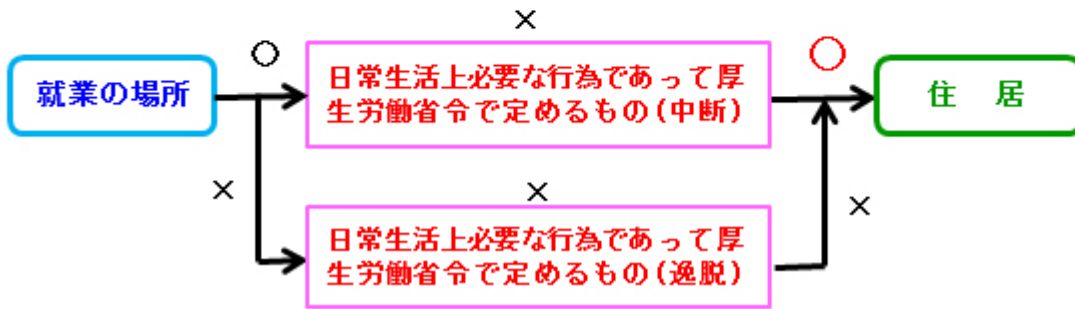 ×
○
○
就業の場所
日常生活上必要な行為であって厚
生労働省令で定めるもの(中断)
住 居
×
×
×
日常生活上必要な行為であって厚
生労働省令で定めるもの(逸脱)